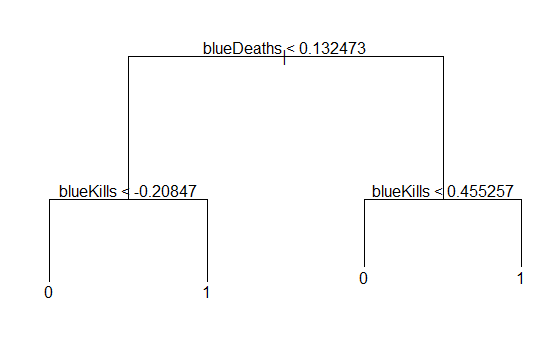 blueDeaths < 0.132473
blueKills < -0.20847
blueKills < 0.455257
0
1
0
1